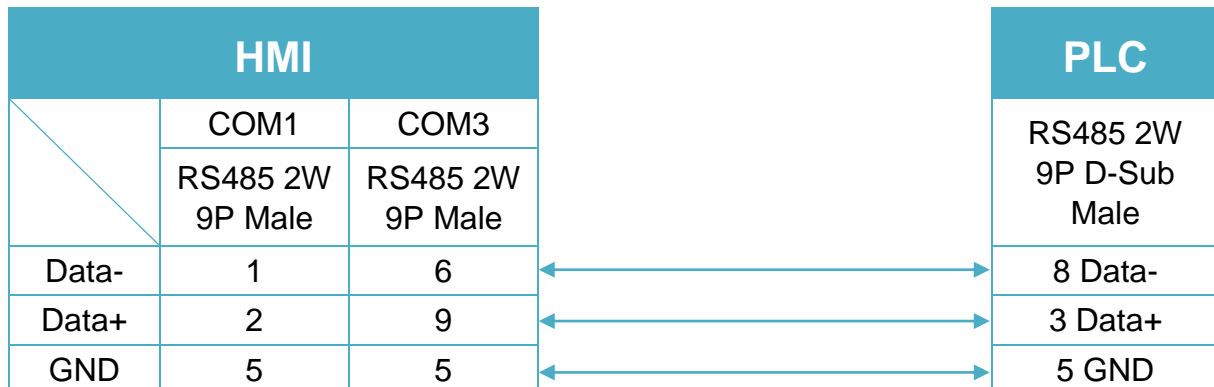 HMI PLC
COM1 COM3
RS485 2W
9P Male
RS485 2W
9P Male
RS485 2W
9P D-Sub
Male
Data- 1 6 8 Data-
Data+ 2 9 3 Data+
GND 5 5 5 GND